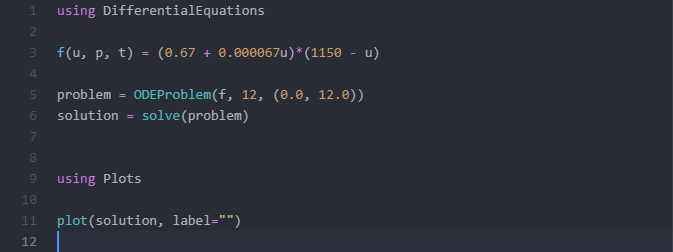 1 using DifferentialEquations
2
3 f(u, p, t) = (0.67 + 0.000067u)*(1150 - u)
4
5 problem = ODEProblem(f, 12, (0.0, 12.0))
6 solution = solve(problem)
7
8
9 using Plots
10
11 plot(solution, label="")
12